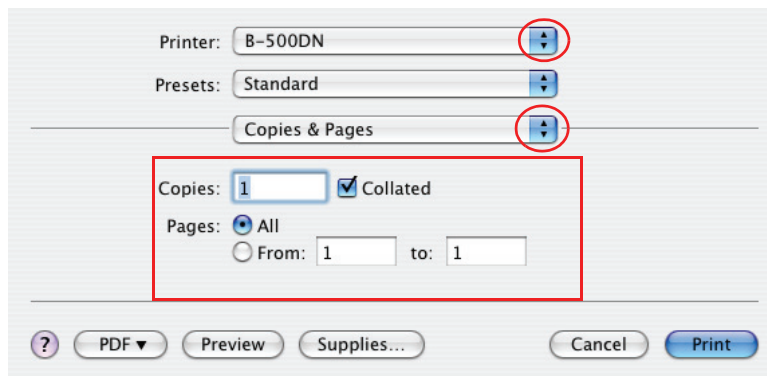 Printer: B-500DN
Presets: Standard
Copies & Pages
Copies: 1 Collated
Pages: All
From: 1 to: 1
? PDF ▼ Preview Supplies... Cancel Print